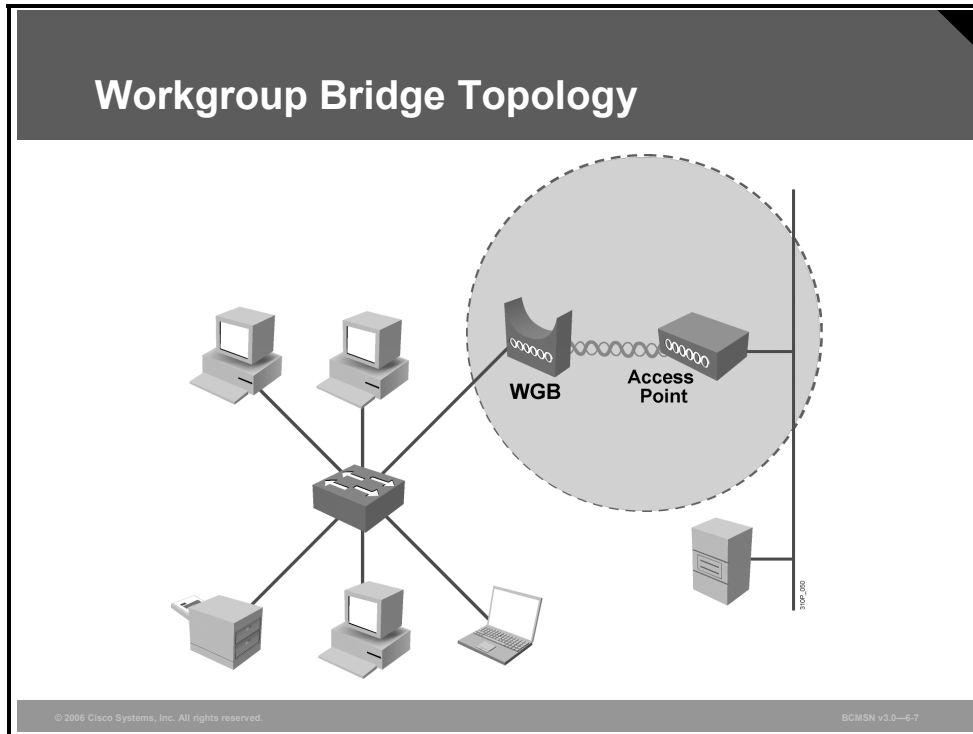 Workgroup Bridge Topology
WGB
Access
Point
310P_050
© 2006 Cisco Systems, Inc. All rights reserved.
BCMSN v3.0—6-7